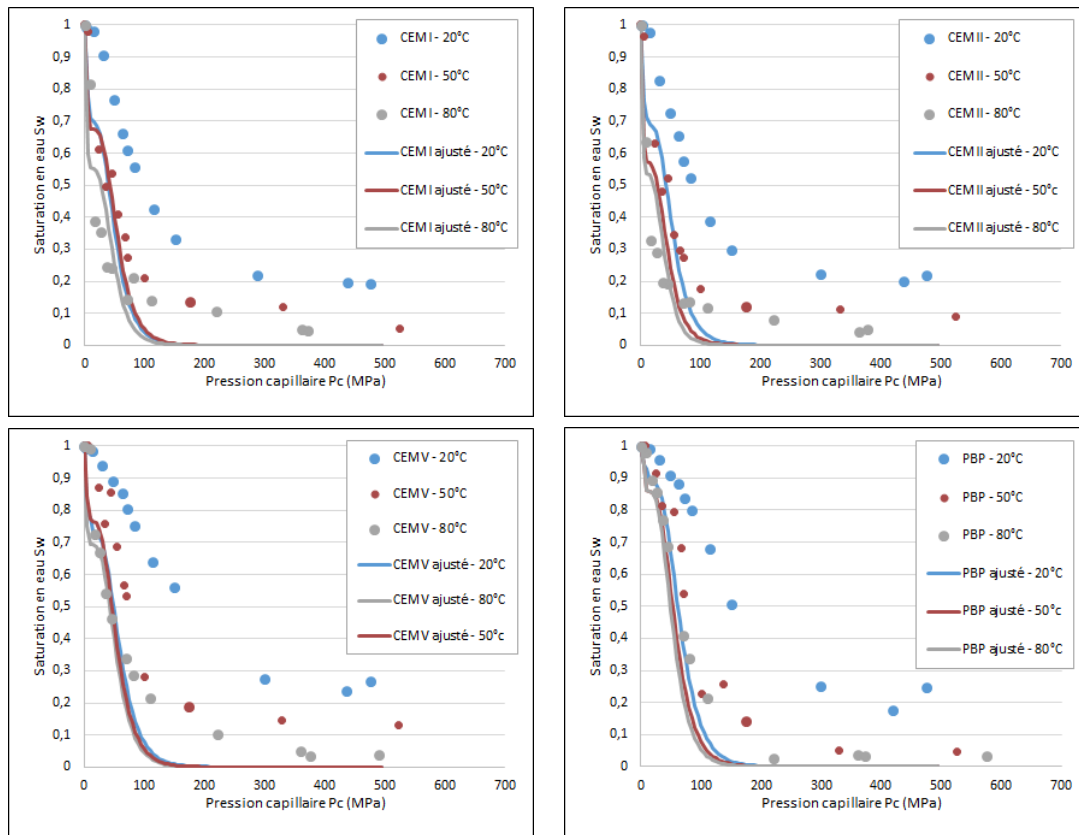 Saturation en eau Sw
1
0,9
0,8
0,7
0,6
0,5
0,4
0,3
0,2
0,1
0
0 100 200 300 400 500 600 700
Pression capillaire Pc (MPa)
CEM I - 20°C
CEM I - 50°C
CEM I - 80°C
CEM I ajusté - 20°C
CEM I ajusté - 50°C
CEM I ajusté - 80°C
Saturation en eau Sw
1
0,9
0,8
0,7
0,6
0,5
0,4
0,3
0,2
0,1
0
0 100 200 300 400 500 600 700
Pression capillaire Pc (MPa)
CEM II - 20°C
CEM II - 50°C
CEM II - 80°C
CEM II ajusté - 20°C
CEM II ajusté - 50°c
CEM II ajusté - 80°C
Saturation en eau Sw
1
0,9
0,8
0,7
0,6
0,5
0,4
0,3
0,2
0,1
0
0 100 200 300 400 500 600 700
Pression capillaire Pc (MPa)
CEM V - 20°C
CEM V - 50°C
CEM V - 80°C
CEM V ajusté - 20°C
CEM V ajusté - 80°C
CEM V ajusté - 50°c
Saturation en eau Sw
1
0,9
0,8
0,7
0,6
0,5
0,4
0,3
0,2
0,1
0
0 100 200 300 400 500 600 700
Pression capillaire Pc (MPa)
PBP - 20°C
PBP - 50°C
PBP - 80°C
PBP ajusté - 20°C
PBP ajusté - 50°c
PBP ajusté - 80°C